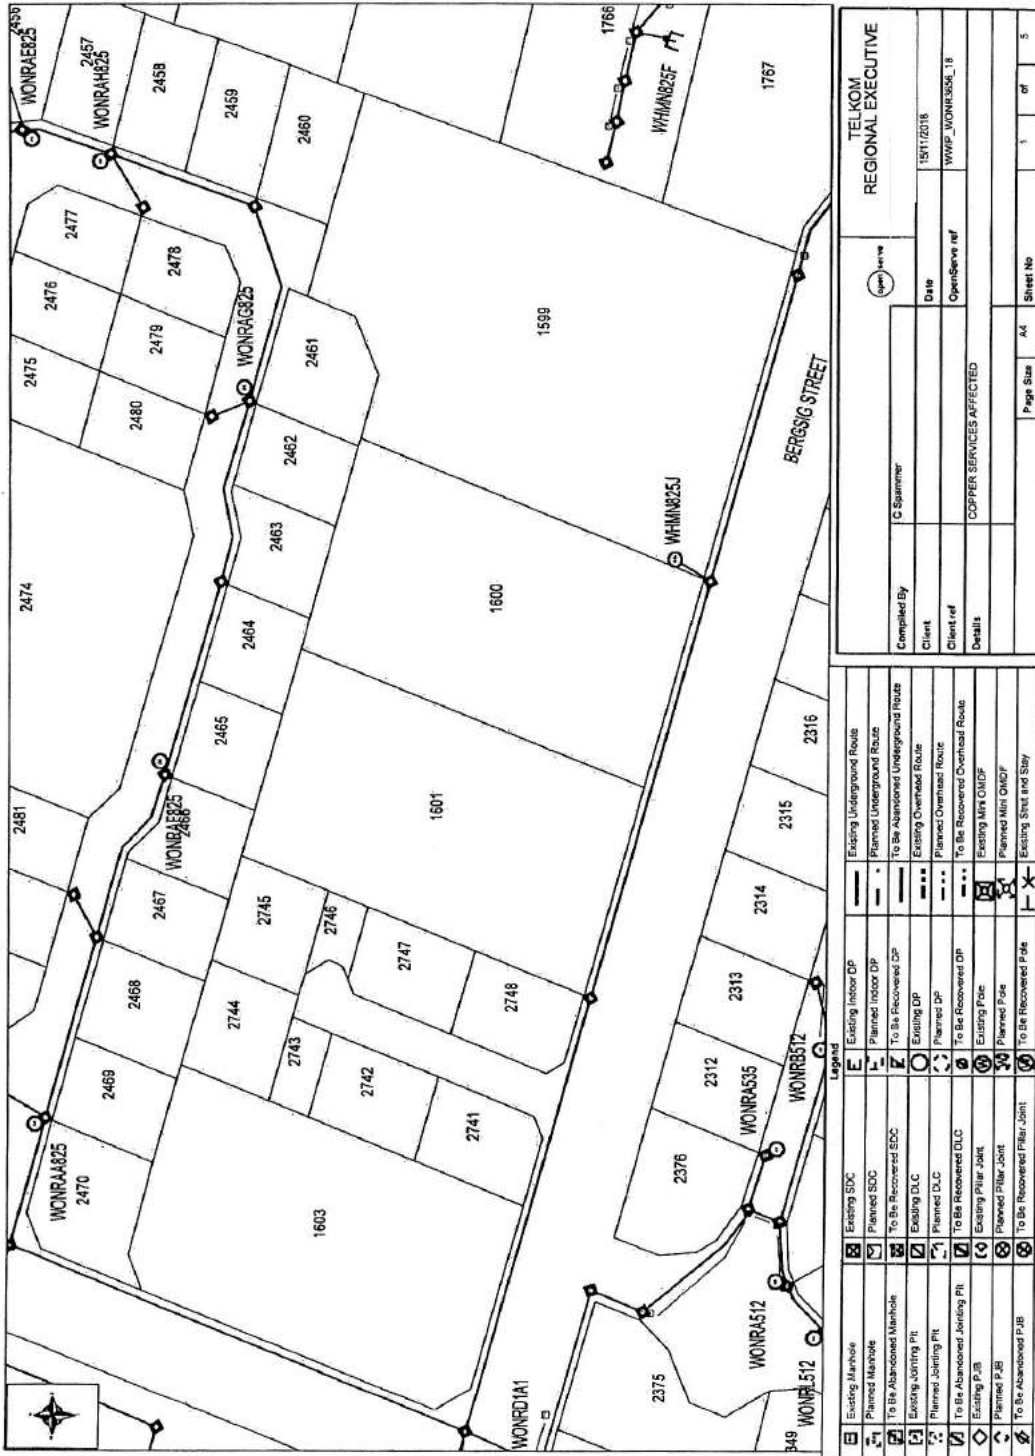 2456
WONRAE825
2457
WONRAH825
2458
2459
2460
2477
2476
2475
2478
2479
2480
WONRAG825
2474
2461
2462
2463
2464
2465
2481
WONBAE825
2466
2467
2468
2469
WONRAA825
2470
1766
WHMN825F
1767
1599
1600
1601
BERGSIG STREET
WHMN825J
2745
2746
2747
2748
2744
2743
2742
2741
1603
2316
2315
2314
2313
2312
2376
WONRA535
WONRB512
WONRA512
WONRL512
2375
349
WONRD1A1
Legend
Existing Manhole
Planned Manhole
To Be Abandoned Manhole
Existing Jointing Pit
Planned Jointing Pit
To Be Abandoned Jointing Pit
Existing PJB
Planned PJB
To Be Abandoned PJB
Existing SDC
Planned SDC
To Be Recovered SDC
Existing DLC
Planned DLC
To Be Recovered DLC
Existing Pillar Joint
Planned Pillar Joint
To Be Recovered Pillar Joint
Existing Indoor DP
Planned Indoor DP
To Be Recovered DP
Existing DP
Planned DP
To Be Recovered DP
Existing Pole
Planned Pole
To Be Recovered Pole
Existing Underground Route
Planned Underground Route
To Be Abandoned Underground Route
Existing Overhead Route
Planned Overhead Route
To Be Recovered Overhead Route
Existing Mini OMDF
Planned Mini OMDF
Existing Strut and Stay
open serve
TELKOM
REGIONAL EXECUTIVE
Compiled By C Spammer
Client Date 15/11/2018
Client ref OpenServe ref WWIP_WONR3656_18
Details COPPER SERVICES AFFECTED
Page Size A4 Sheet No 1 of 5